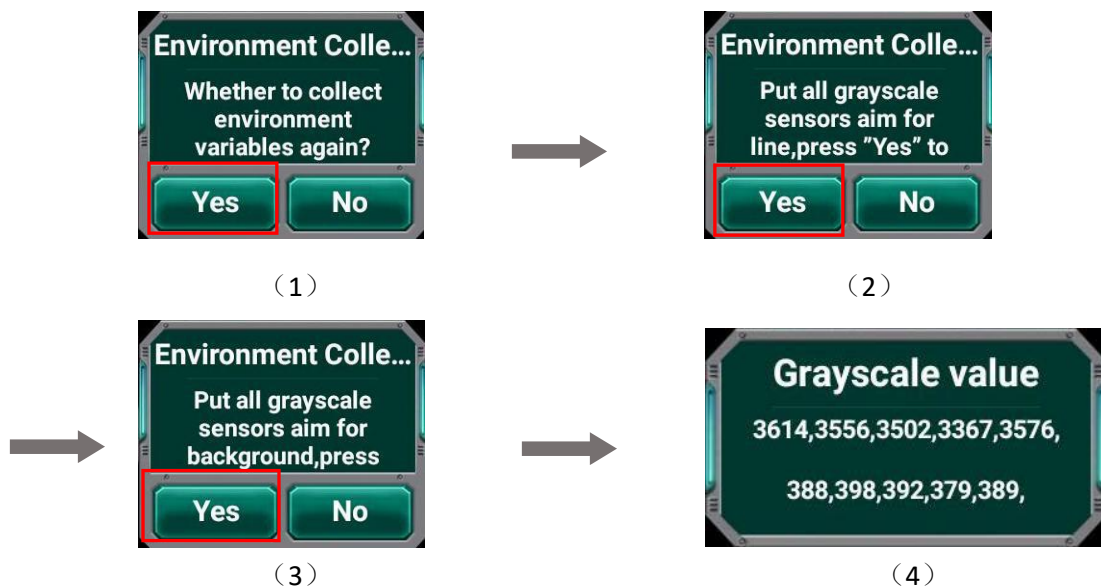 Environment Colle...
Whether to collect
environment
variables again?
Yes
No
（1）
Environment Colle...
Put all grayscale
sensors aim for
line,press ”Yes” to
Yes
No
（2）
Environment Colle...
Put all grayscale
sensors aim for
background,press
Yes
No
（3）
Grayscale value
3614,3556,3502,3367,3576,
388,398,392,379,389,
（4）